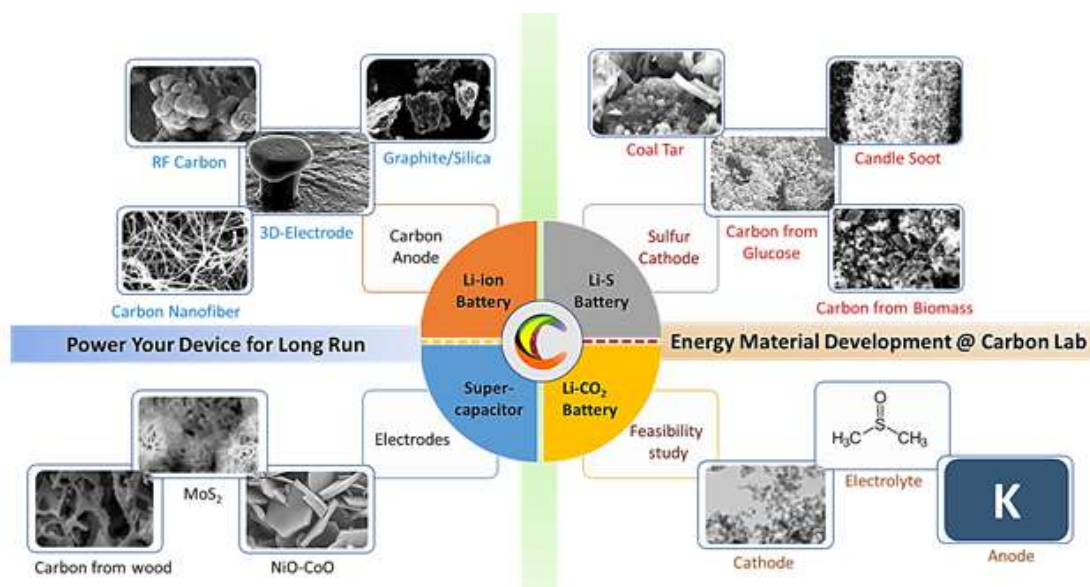 RF Carbon
Graphite/Silica
3D-Electrode
Carbon Nanofiber
Carbon
Anode
Li-ion
Battery
Coal Tar
Candle Soot
Carbon from
Glucose
Carbon from Biomass
Sulfur
Cathode
Li-S
Battery
Power Your Device for Long Run
Energy Material Development @ Carbon Lab
Super-
capacitor
Electrodes
MoS₂
Carbon from wood
NiO-CoO
Li-CO₂
Battery
Feasibility
study
O
S
H₃C
CH₃
Electrolyte
Cathode
K
Anode